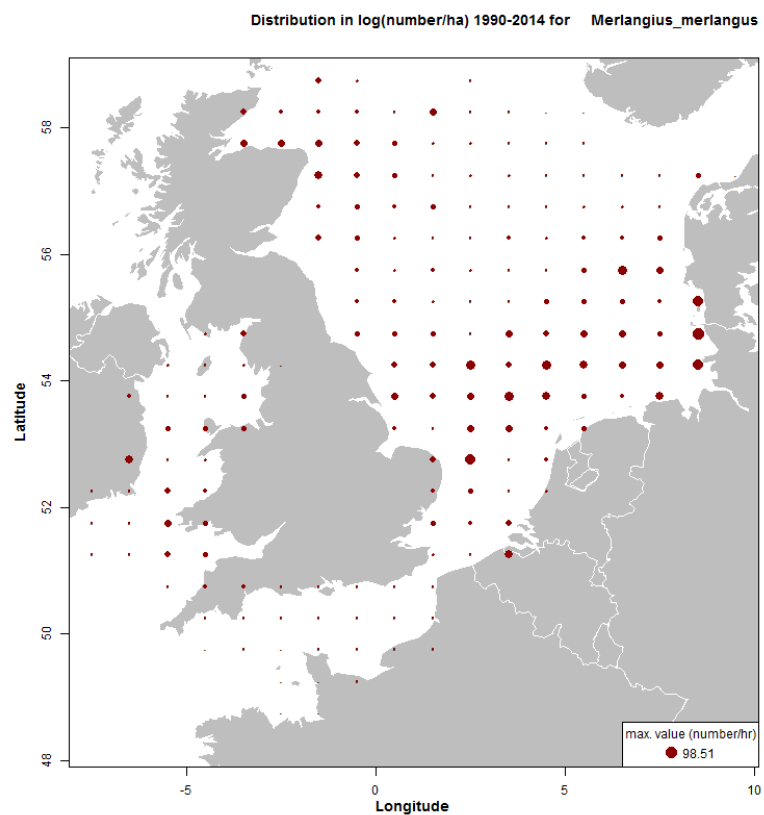 Distribution in log(number/ha) 1990-2014 for Merlangius_merlangus
58
56
54
52
50
48
Latitude
-5
0
5
10
Longitude
max. value (number/hr)
98.51